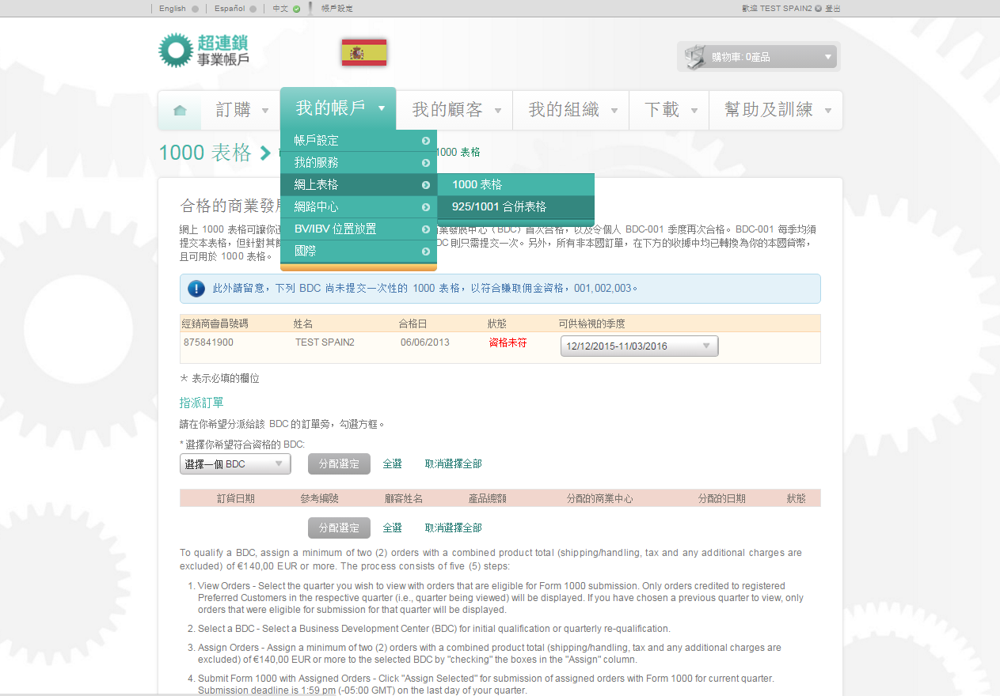 English Español 中文 帳戶設定 歡迎 TEST SPAIN2 登出
超連鎖
事業帳戶
購物車: 0產品
訂購 我的帳戶 我的顧客 我的組織 下載 幫助及訓練
帳戶設定
我的服務
網上表格
網路中心
BV/IBV 位置放置
國際
1000 表格
925/1001 合併表格
1000 表格 1000 表格
合格的商業發
網上 1000 表格可讓你 業發展中心（BDC）首次合格，以及令個人 BDC-001 季度再次合格。 BDC-001 每季均須
提交本表格，但針對其 DC 則只需提交一次。另外，所有非本國訂單，在下方的收據中均已轉換為你的本國貨幣，
且可用於 1000 表格。
此外請留意，下列 BDC 尚未提交一次性的 1000 表格，以符合賺取佣金資格，001,002,003。
經銷商會員號碼 姓名 合格日 狀態 可供檢視的季度
875841900 TEST SPAIN2 06/06/2013 資格未符 12/12/2015-11/03/2016
* 表示必填的欄位
指派訂單
請在你希望分派給該 BDC 的訂單旁，勾選方框。
* 選擇你希望符合資格的 BDC:
選擇一個 BDC 分配選定 全選 取消選擇全部
訂貨日期 參考編號 顧客姓名 產品總額 分配的商業中心 分配的日期 狀態
分配選定 全選 取消選擇全部
To qualify a BDC, assign a minimum of two (2) orders with a combined product total (shipping/handling, tax and any additional charges are
excluded) of €140,00 EUR or more. The process consists of five (5) steps:
1. View Orders - Select the quarter you wish to view with orders that are eligible for Form 1000 submission. Only orders credited to registered
Preferred Customers in the respective quarter (i.e., quarter being viewed) will be displayed. If you have chosen a previous quarter to view, only
orders that were eligible for submission for that quarter will be displayed.
2. Select a BDC - Select a Business Development Center (BDC) for initial qualification or quarterly re-qualification.
3. Assign Orders - Assign a minimum of two (2) orders with a combined product total (shipping/handling, tax and any additional charges are
excluded) of €140,00 EUR or more to the selected BDC by "checking" the boxes in the "Assign" column.
4. Submit Form 1000 with Assigned Orders - Click "Assign Selected" for submission of assigned orders with Form 1000 for current quarter.
Submission deadline is 1:59 pm (-05:00 GMT) on the last day of your quarter.